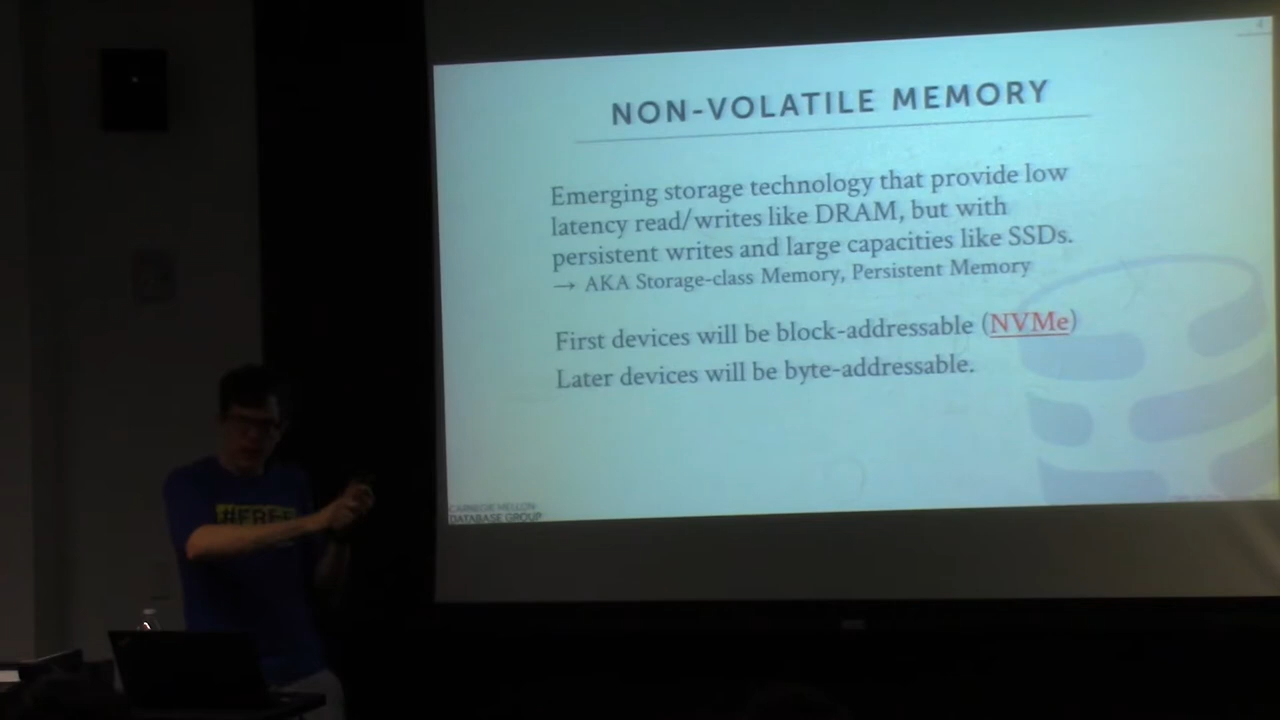 NON-VOLATILE MEMORY
Emerging storage technology that provide low
latency read/writes like DRAM, but with
persistent writes and large capacities like SSDs.
→ AKA Storage-class Memory, Persistent Memory
First devices will be block-addressable (NVMe)
Later devices will be byte-addressable.
#FREE
CARNEGIE MELLON
DATABASE GROUP